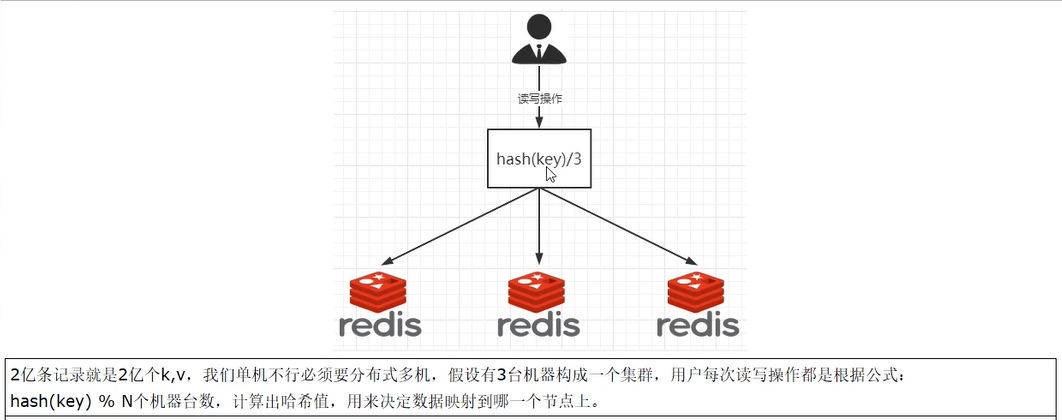 读写操作
hash(key)/3
redis redis redis
2亿条记录就是2亿个k,v，我们单机不行必须要分布式多机，假设有3台机器构成一个集群，用户每次读写操作都是根据公式：
hash(key) % N个机器台数，计算出哈希值，用来决定数据映射到哪一个节点上。